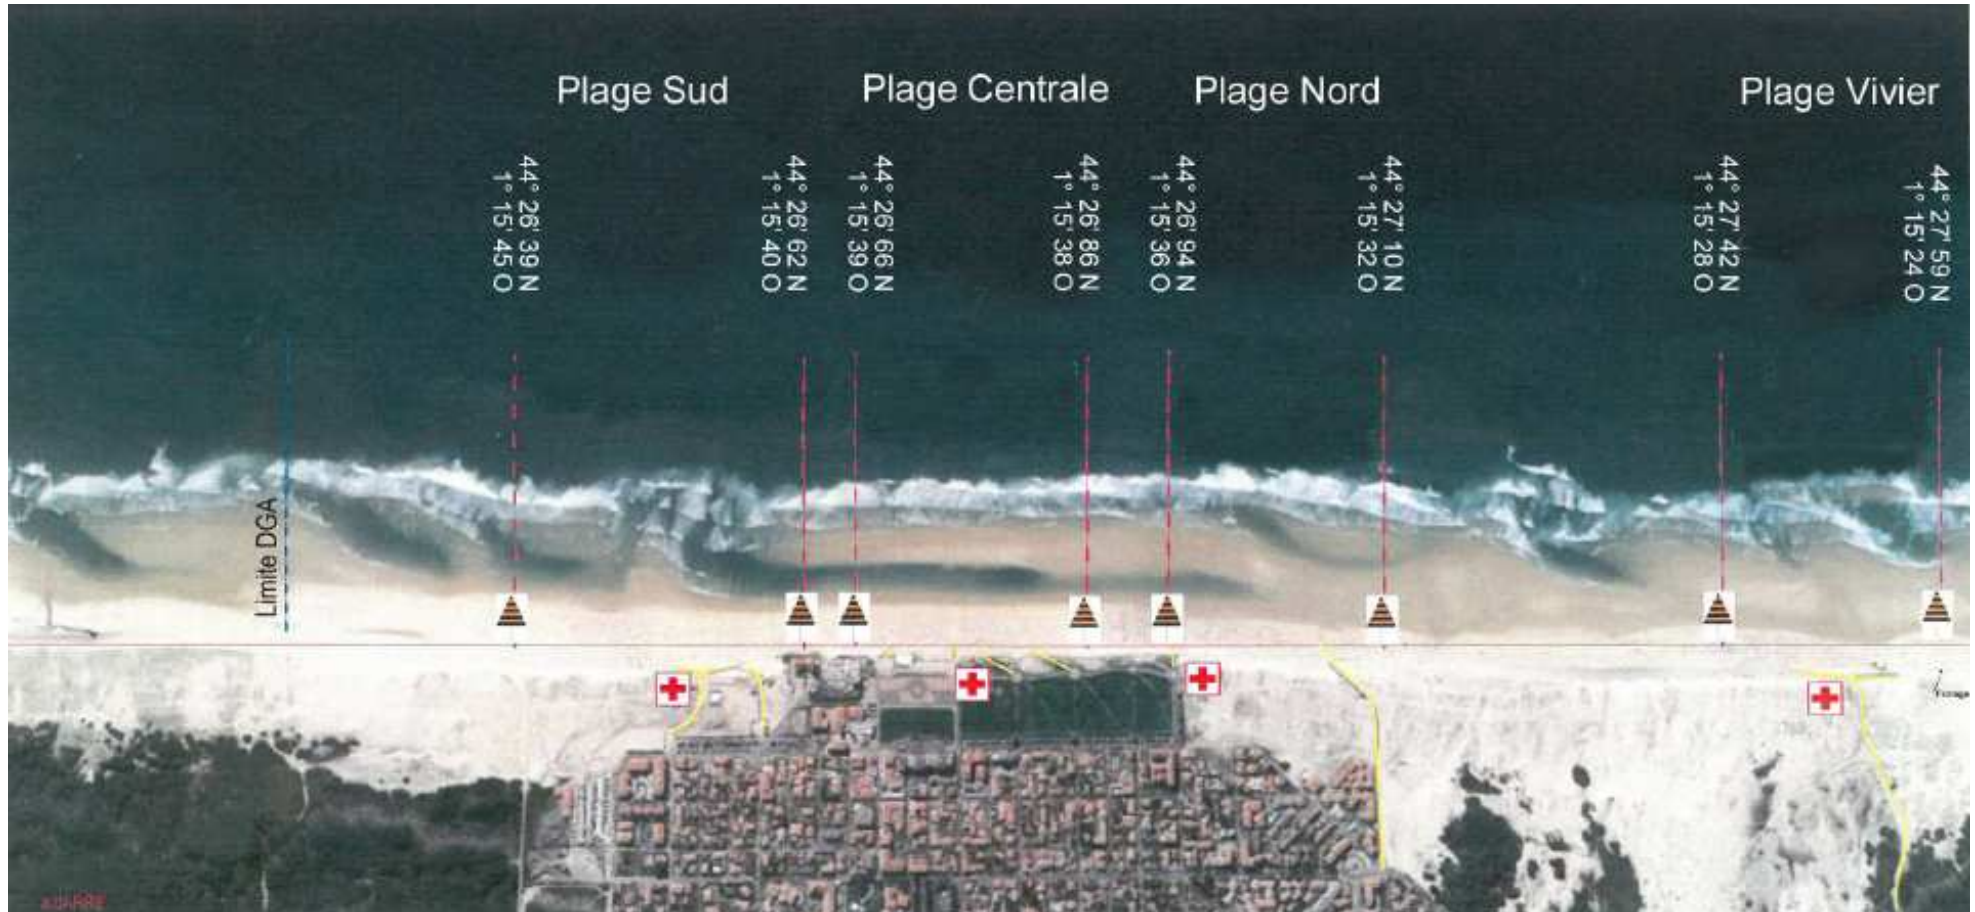 Plage Sud
Plage Centrale
Plage Nord
Plage Vivier
44° 26' 39 N
1° 15' 45 O
44° 26' 62 N
1° 15' 40 O
44° 26' 66 N
1° 15' 39 O
44° 26' 86 N
1° 15' 38 O
44° 26' 94 N
1° 15' 36 O
44° 27' 10 N
1° 15' 32 O
44° 27' 42 N
1° 15' 28 O
44° 27' 59 N
1° 15' 24 O
Limite DGA